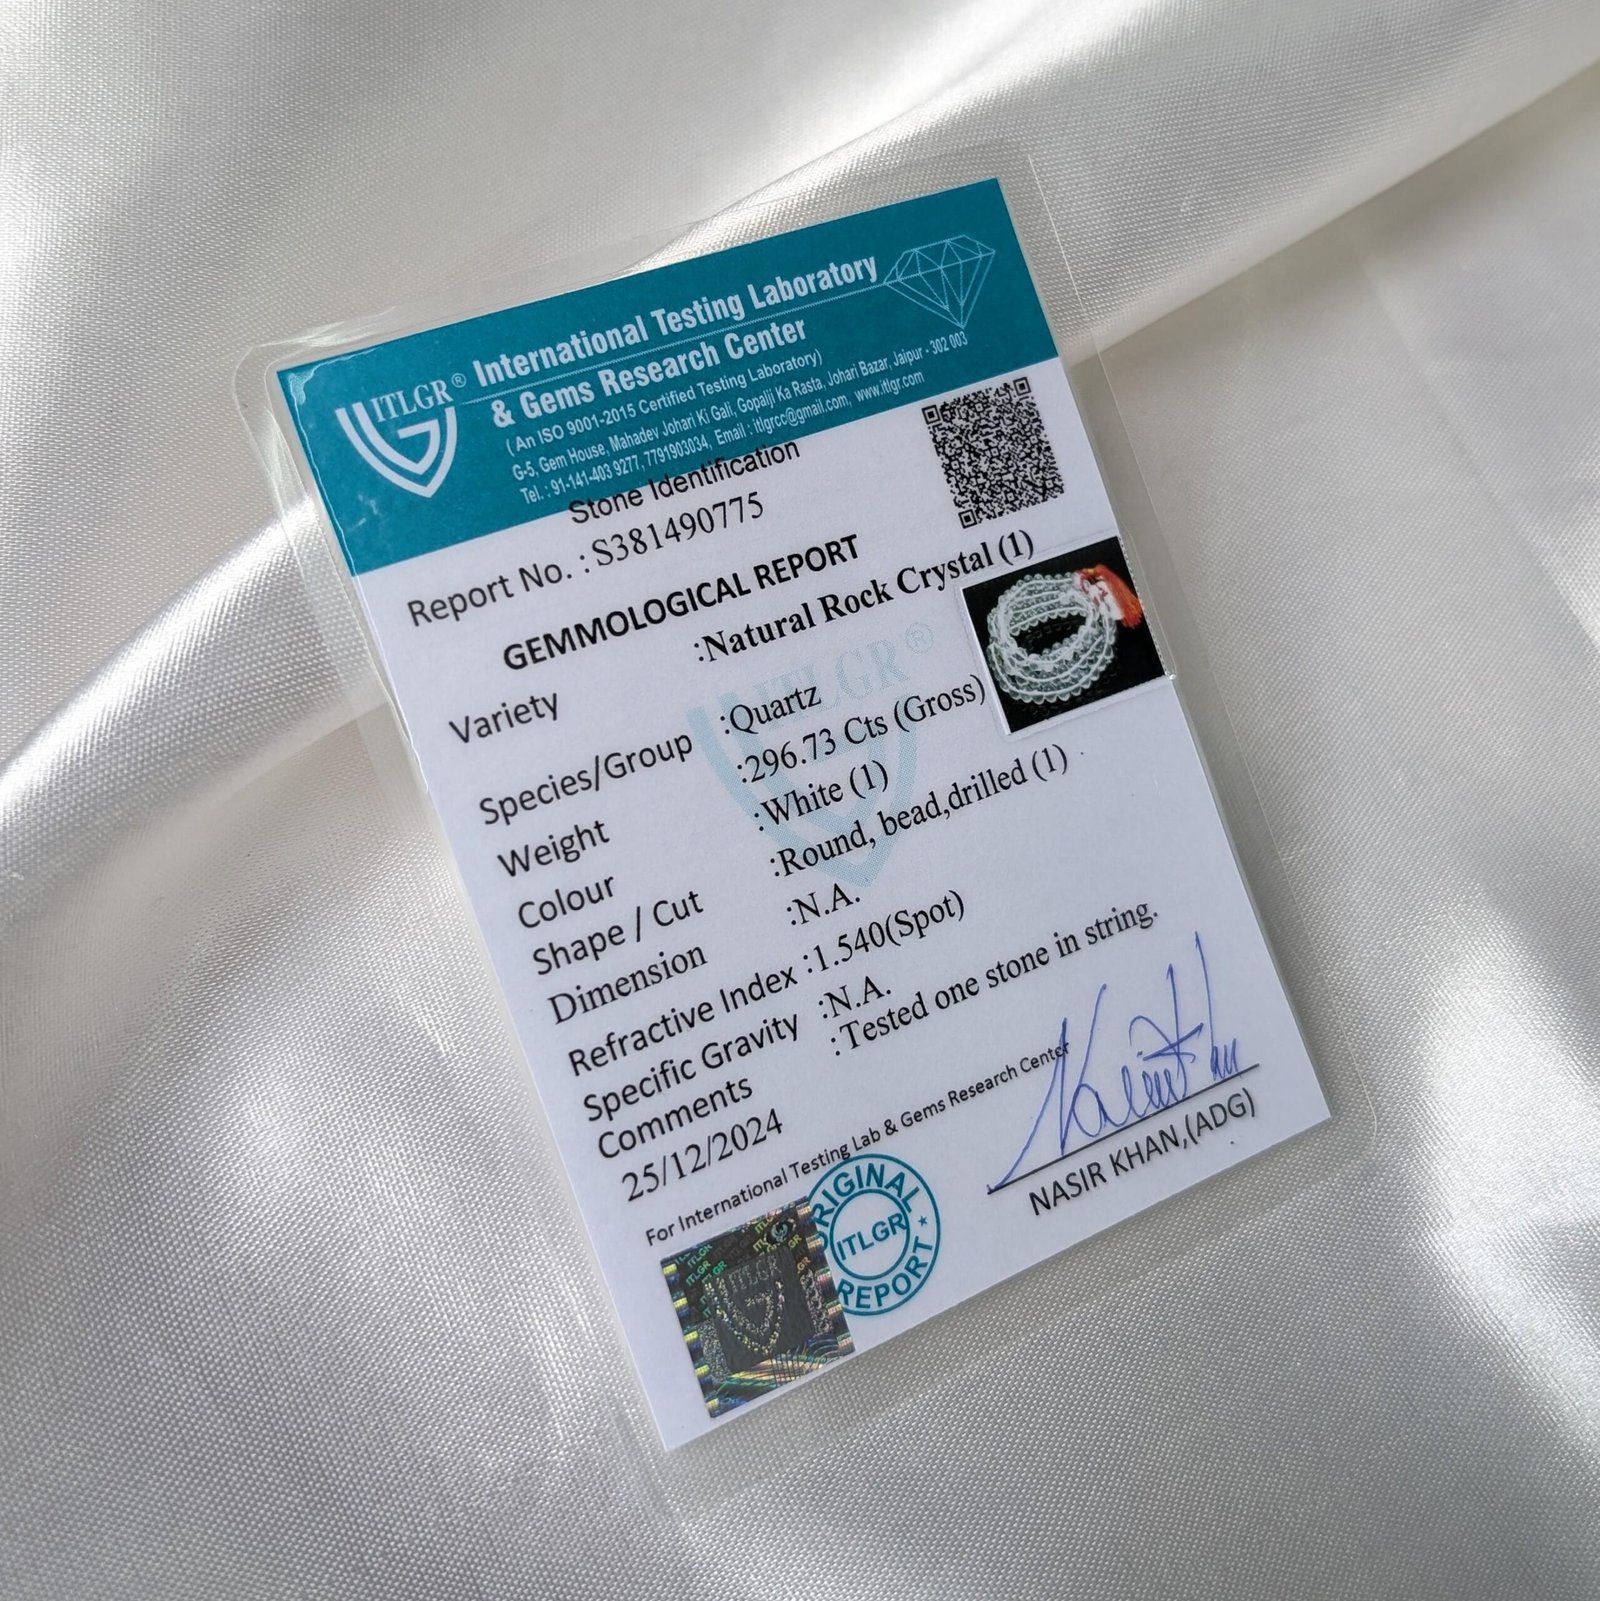 ITLGR®
International Testing Laboratory
& Gems Research Center
( An ISO 9001-2015 Certified Testing Laboratory)
G-5, Gem House, Mahadev Johari Ki Gali, Gopalji Ka Rasta, Johari Bazar, Jaipur - 302 003
Tel. : 91-141-403 9277, 7791903034, Email : itlgrcc@gmail.com, www.itlgr.com
Stone Identification
Report No. : S381490775
GEMMOLOGICAL REPORT
Variety :Natural Rock Crystal (1)
Species/Group :Quartz
Weight :296.73 Cts (Gross)
Colour :White (1)
Shape / Cut :Round, bead,drilled (1)
Dimension :N.A.
Refractive Index :1.540(Spot)
Specific Gravity :N.A.
Comments :Tested one stone in string.
25/12/2024
For International Testing Lab & Gems Research Center
NASIR KHAN,(ADG)
ORIGINAL
ITLGR
REPORT
ITLGR®
ITLGR